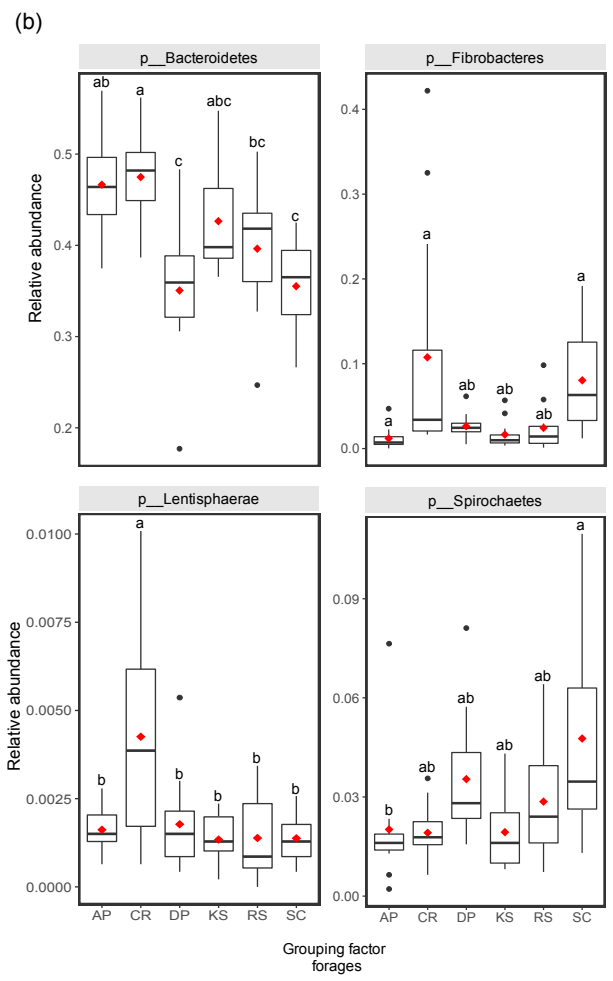 (b)
p__Bacteroidetes
p__Fibrobacteres
ab
a
c
abc
bc
c
Relative abundance
0.5
0.4
0.3
0.2
a
a
ab
ab
ab
a
0.4
0.3
0.2
0.1
0.0
p__Lentisphaerae
p__Spirochaetes
b
a
b
b
b
b
Relative abundance
0.0100
0.0075
0.0050
0.0025
0.0000
b
ab
ab
ab
ab
a
0.09
0.06
0.03
0.00
AP CR DP KS RS SC
AP CR DP KS RS SC
Grouping factor
forages